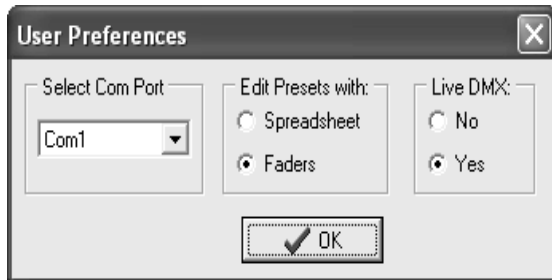 User Preferences
Select Com Port
Com1
Edit Presets with:
Spreadsheet
Faders
Live DMX:
No
Yes
OK